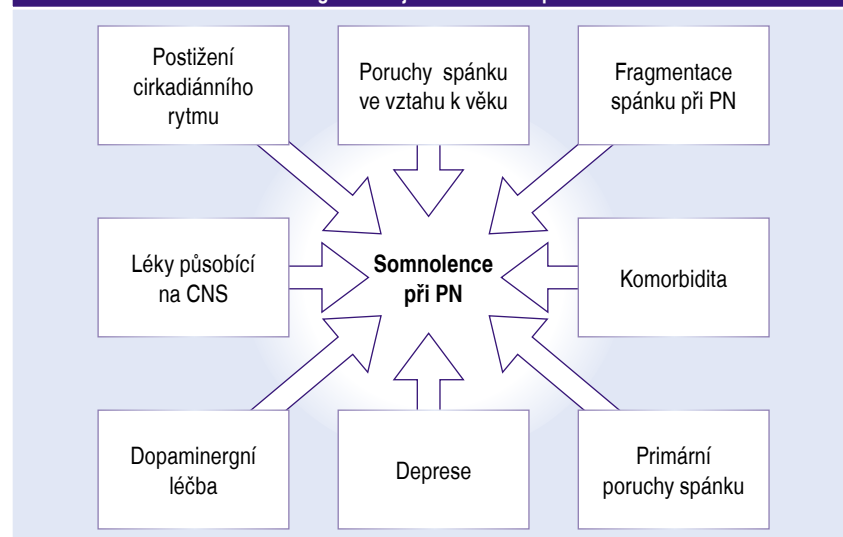 Postižení
cirkadiánního
rytmu
Poruchy spánku
ve vztahu k věku
Fragmentace
spánku při PN
Léky působící
na CNS
Somnolence
při PN
Komorbidita
Dopaminergní
léčba
Deprese
Primární
poruchy spánku